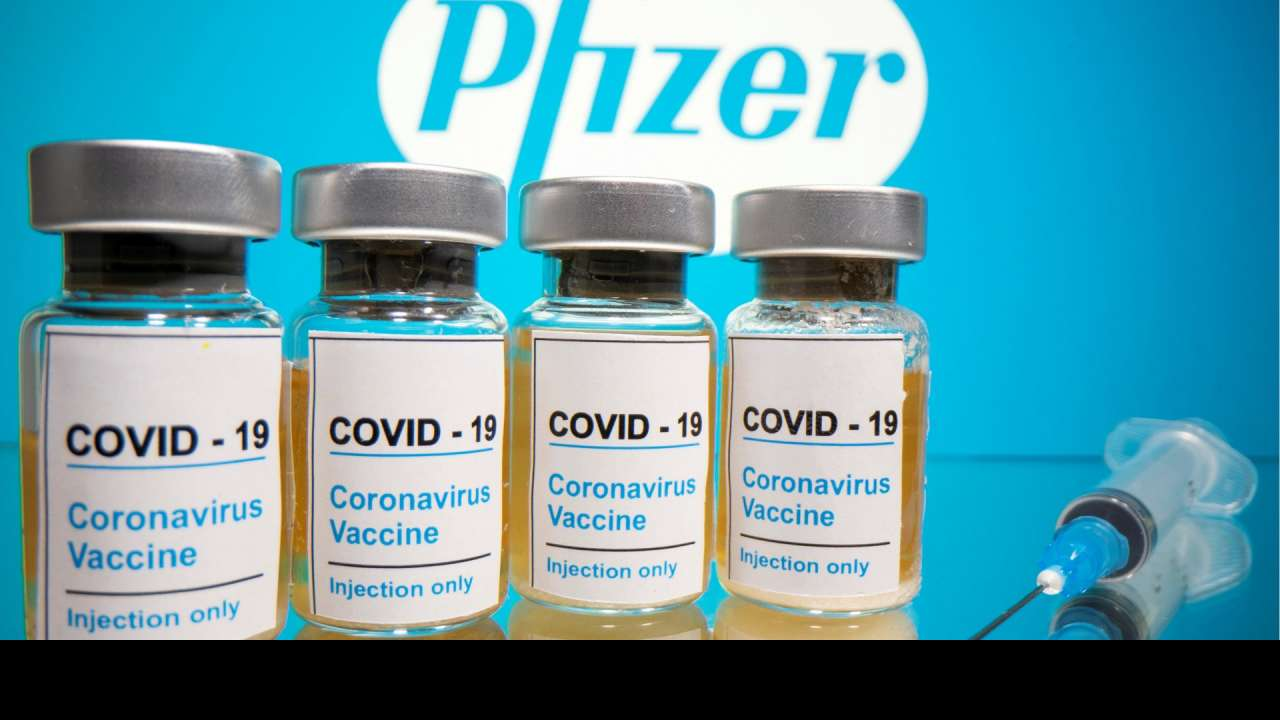 Pfizer
COVID - 19
Coronavirus
Vaccine
Injection only
COVID - 19
Coronavirus
Vaccine
Injection only
COVID - 19
Coronavirus
Vaccine
Injection only
COVID - 19
Coronavirus
Vaccine
Injection only